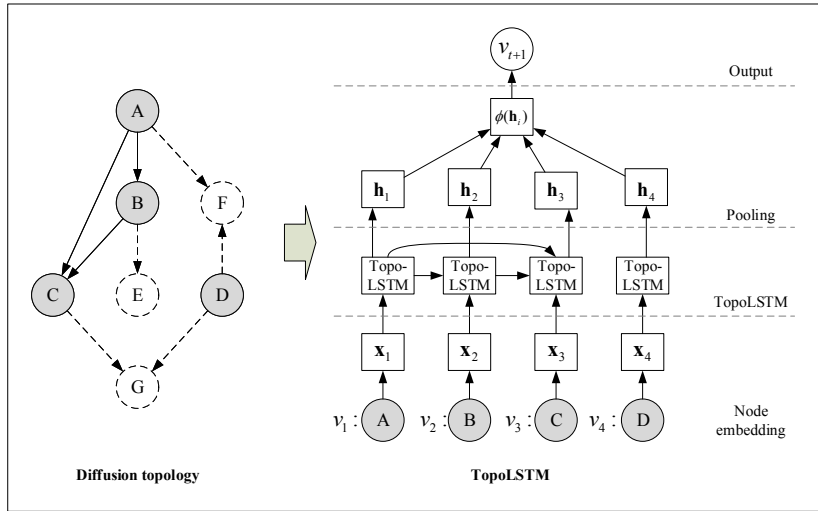 A
B
F
C
E
D
G
Diffusion topology
v_{t+1}
Output
ϕ(h_i)
h_1
h_2
h_3
h_4
Pooling
Topo-
LSTM
Topo-
LSTM
Topo-
LSTM
Topo-
LSTM
TopoLSTM
x_1
x_2
x_3
x_4
v_1 : A
v_2 : B
v_3 : C
v_4 : D
Node
embedding
TopoLSTM